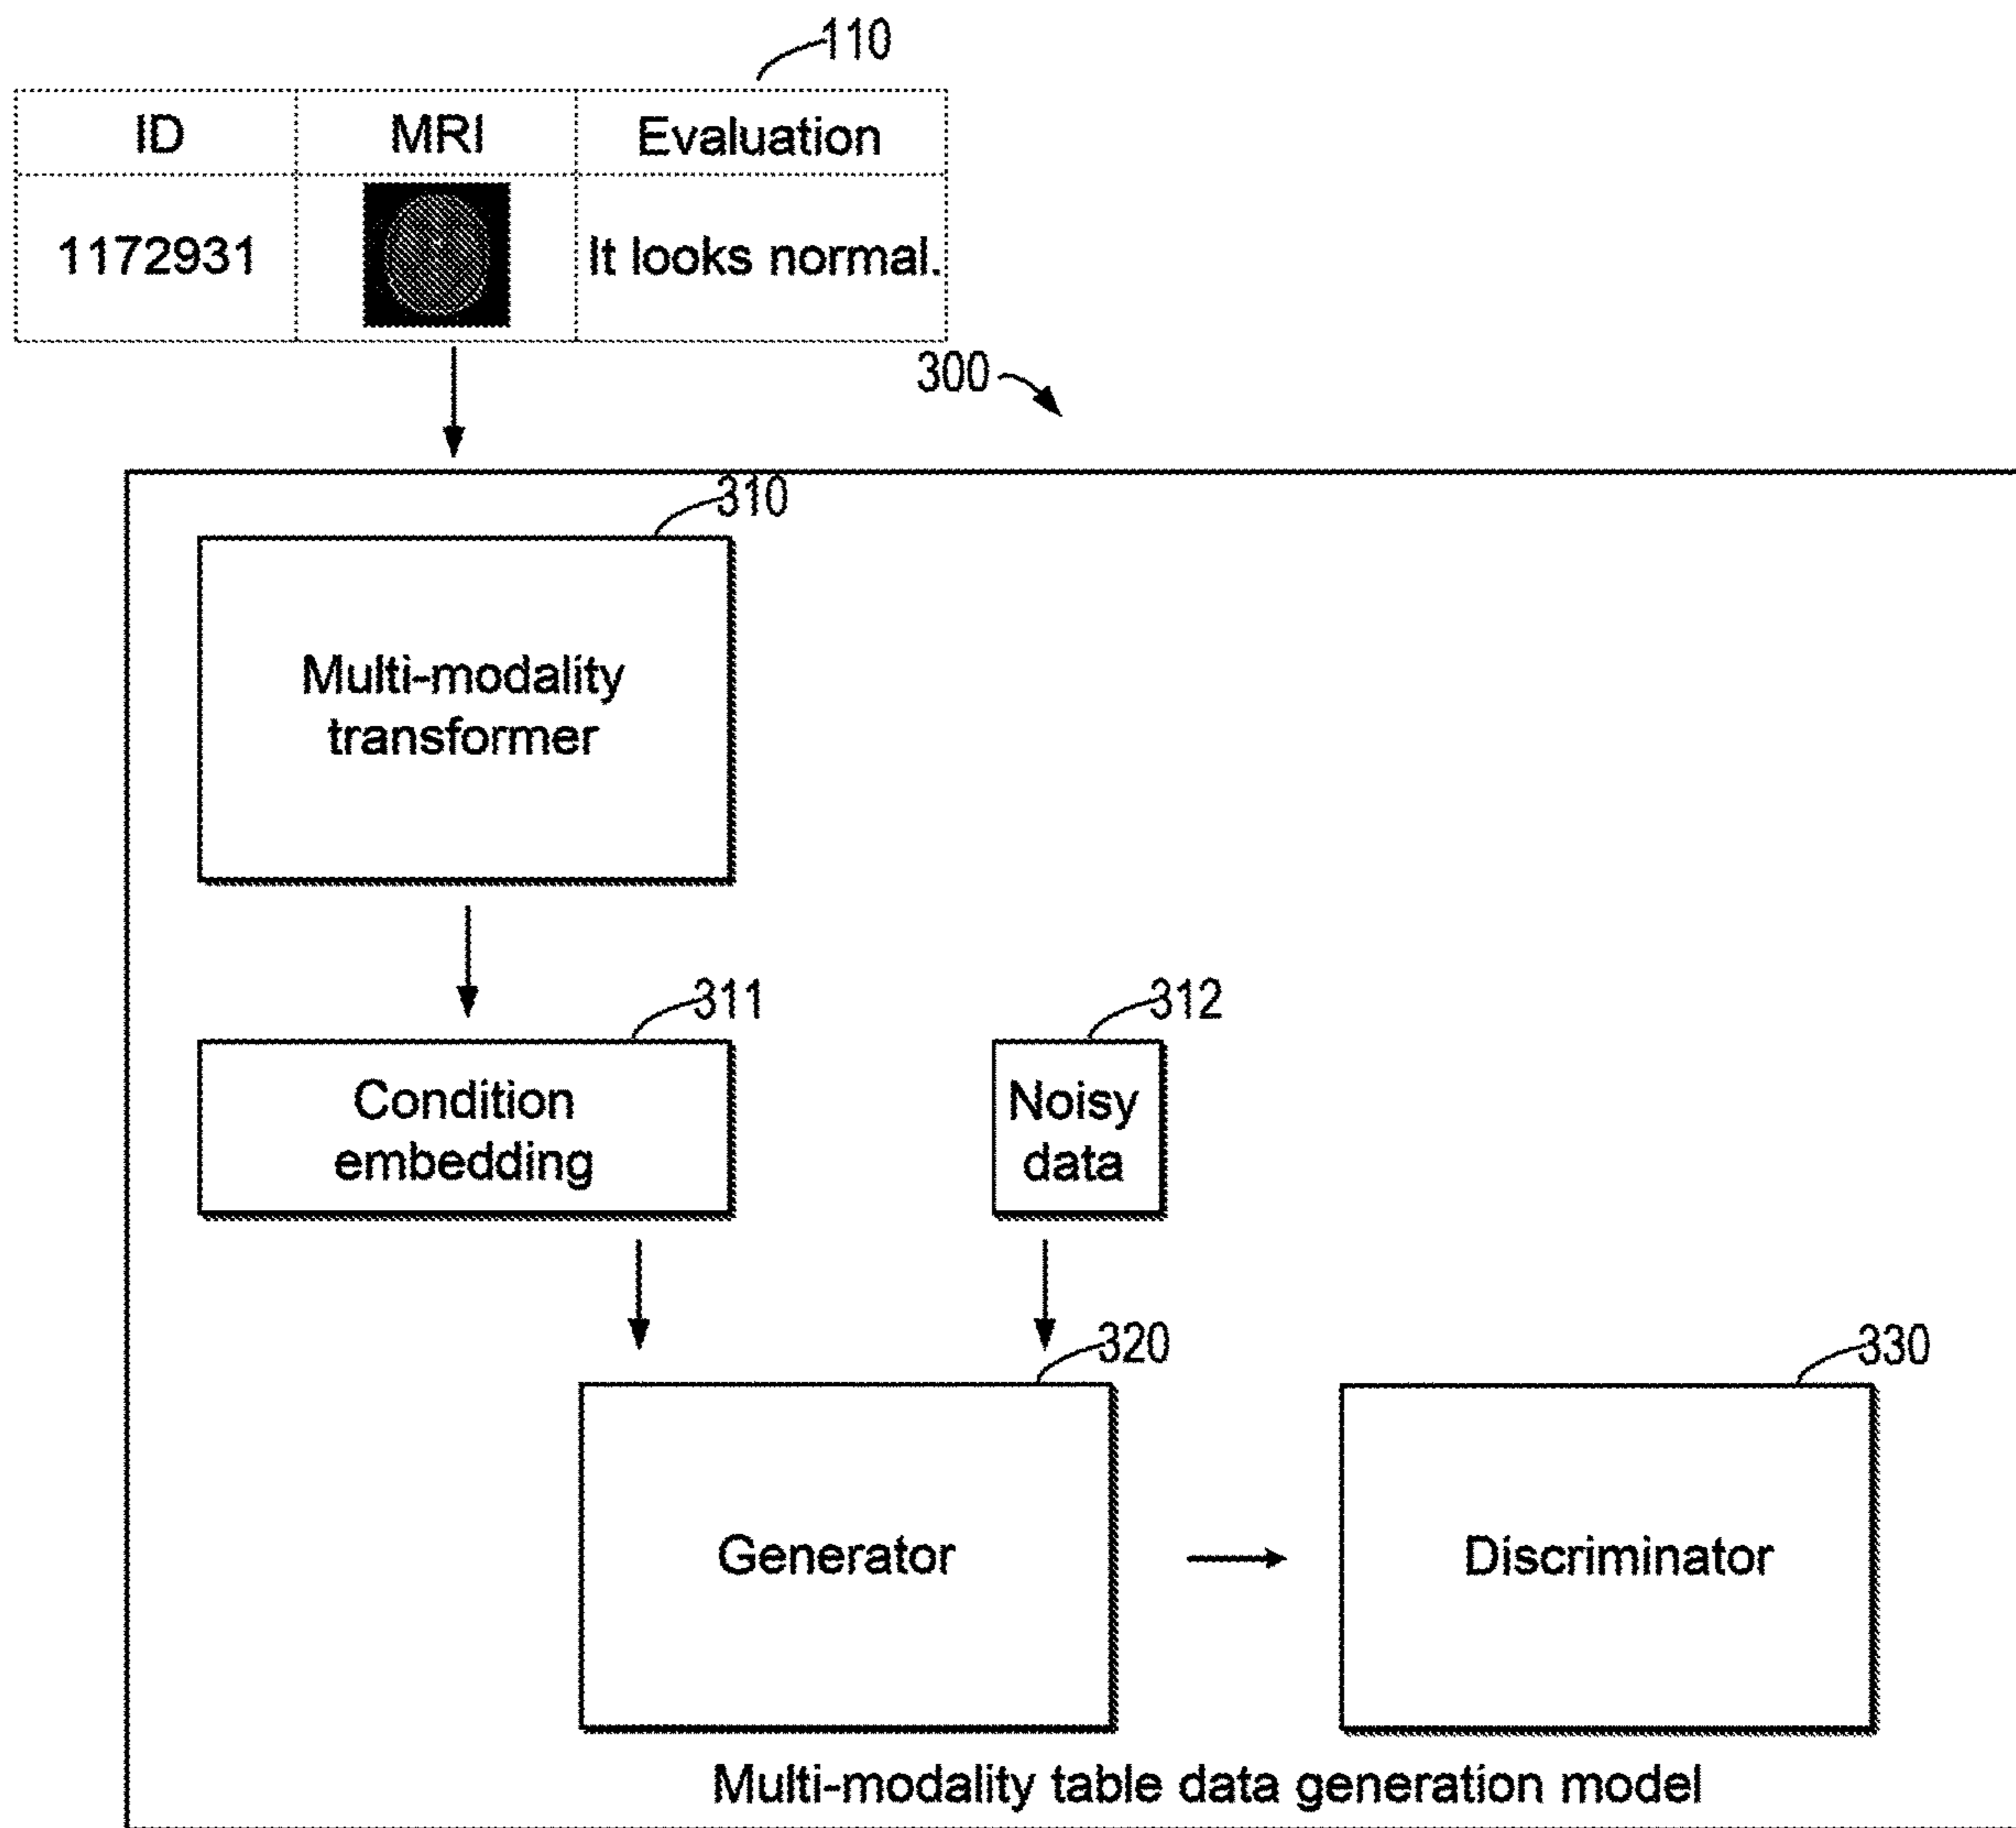 110
ID MRI Evaluation
1172931 It looks normal.
300
310
Multi-modality
transformer
311
312
Condition
embedding
Noisy
data
320
330
Generator
Discriminator
Multi-modality table data generation model